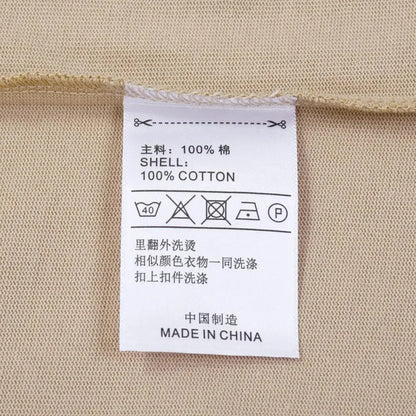 主料：100% 棉
SHELL:
100% COTTON
40 P
里翻外洗烫
相似颜色衣物一同洗涤
扣上扣件洗涤
中国制造
MADE IN CHINA